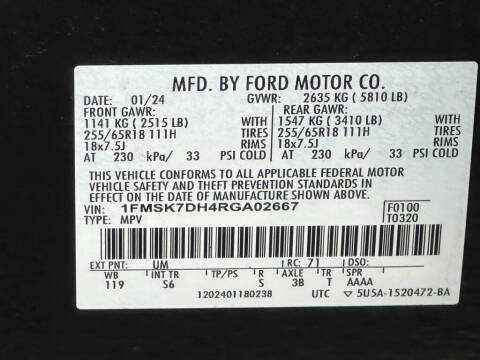 MFD. BY FORD MOTOR CO.
DATE: 01/24 GVWR: 2635 KG ( 5810 LB)
FRONT GAWR: REAR GAWR:
1141 KG ( 2515 LB) WITH 1547 KG ( 3410 LB) WITH
255/65R18 111H TIRES 255/65R18 111H TIRES
18x7.5J RIMS 18x7.5J RIMS
AT 230 kPa/ 33 PSI COLD AT 230 kPa/ 33 PSI COLD
THIS VEHICLE CONFORMS TO ALL APPLICABLE FEDERAL MOTOR
VEHICLE SAFETY AND THEFT PREVENTION STANDARDS IN
EFFECT ON THE DATE OF MANUFACTURE SHOWN ABOVE.
VIN: 1FMSK7DH4RGA02667 F0100
TYPE: MPV T0320
EXT PNT: UM RC: 71 DSO:
WB INT TR TP/PS R AXLE TR SPR
119 S6 S 3B T AAAA
1202401180238 UTC 5U5A-1520472-BA